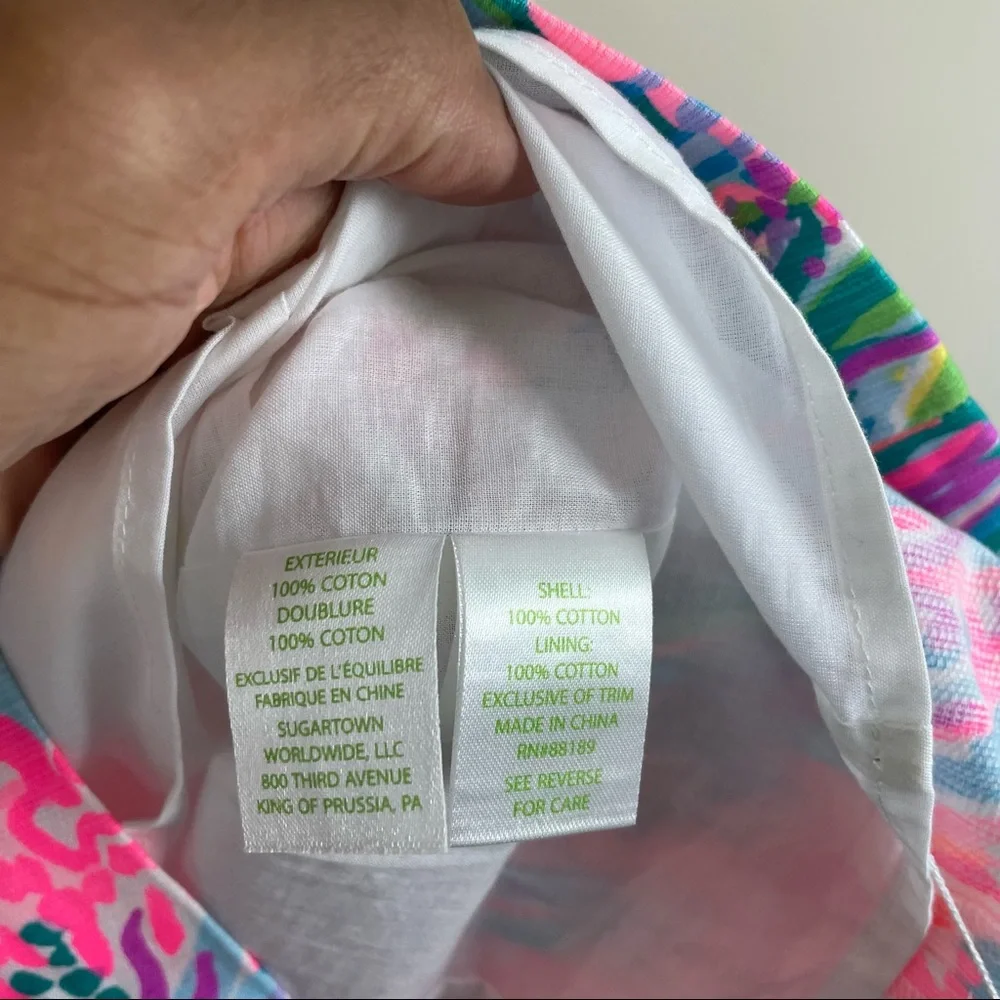 EXTERIEUR
100% COTON
DOUBLURE
100% COTON
EXCLUSIF DE L'ÉQUILIBRE
FABRIQUE EN CHINE
SUGARTOWN
WORLDWIDE, LLC
800 THIRD AVENUE
KING OF PRUSSIA, PA
SHELL:
100% COTTON
LINING:
100% COTTON
EXCLUSIVE OF TRIM
MADE IN CHINA
RN#88189
SEE REVERSE
FOR CARE